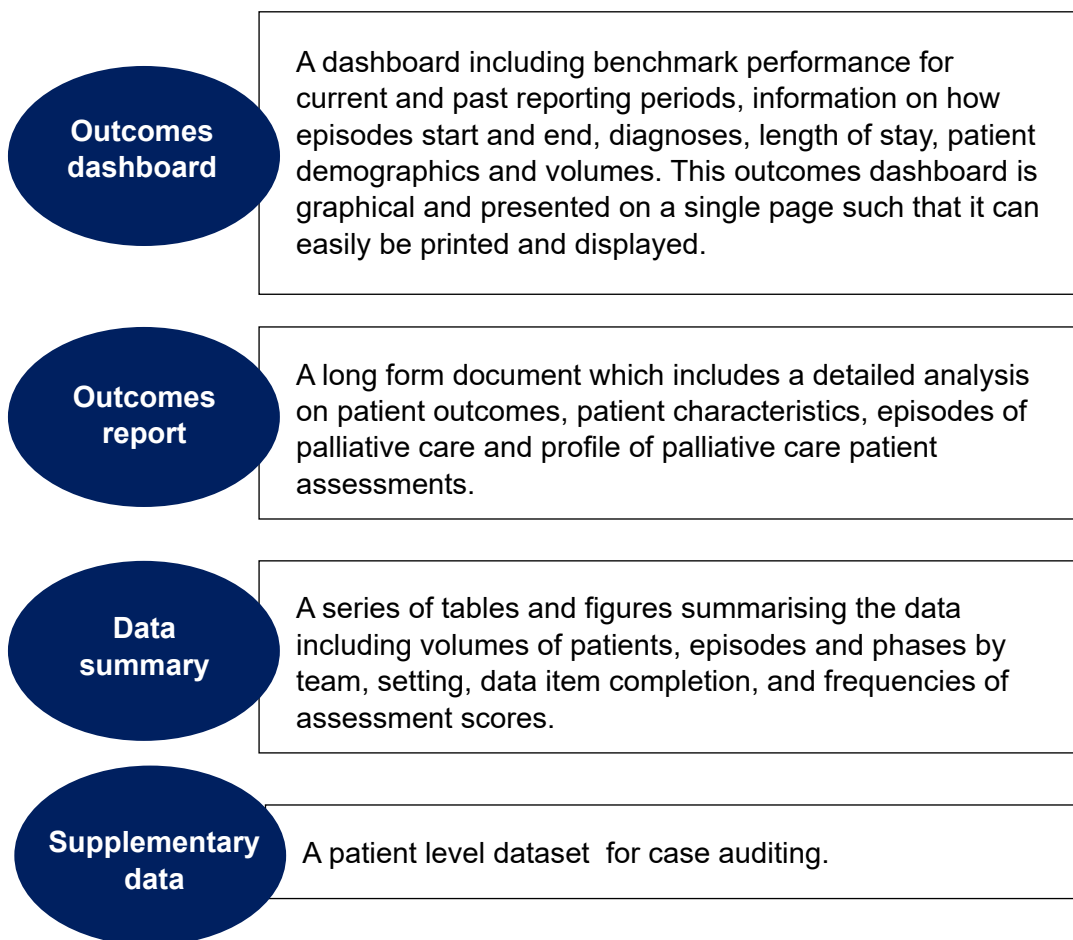 Outcomes
dashboard
A dashboard including benchmark performance for
current and past reporting periods, information on how
episodes start and end, diagnoses, length of stay, patient
demographics and volumes. This outcomes dashboard is
graphical and presented on a single page such that it can
easily be printed and displayed.
Outcomes
report
A long form document which includes a detailed analysis
on patient outcomes, patient characteristics, episodes of
palliative care and profile of palliative care patient
assessments.
Data
summary
A series of tables and figures summarising the data
including volumes of patients, episodes and phases by
team, setting, data item completion, and frequencies of
assessment scores.
Supplementary
data
A patient level dataset  for case auditing.